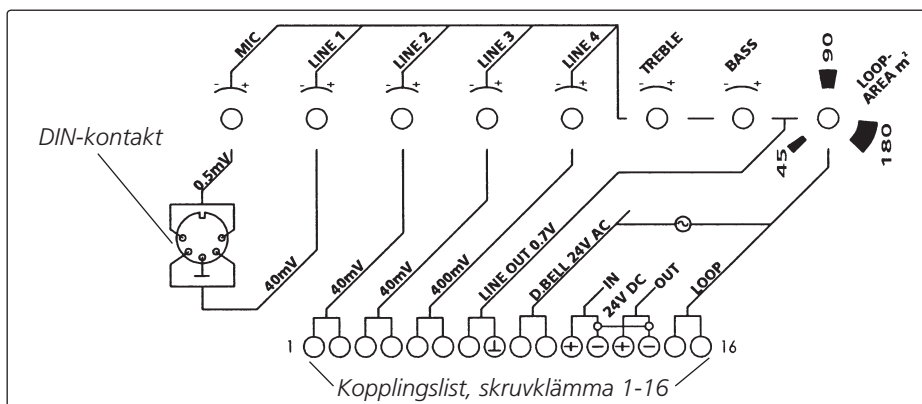 MIC
LINE 1
LINE 2
LINE 3
LINE 4
TREBLE
BASS
90
LOOP-
AREA m²
- +
- +
- +
- +
- +
- +
- +
DIN-kontakt
45
180
0.5mV
40mV
40mV
40mV
400mV
LINE OUT 0.7V
D.BELL 24V AC
IN
24V DC
OUT
LOOP
1
+ − + −
16
Kopplingslist, skruvklämma 1-16